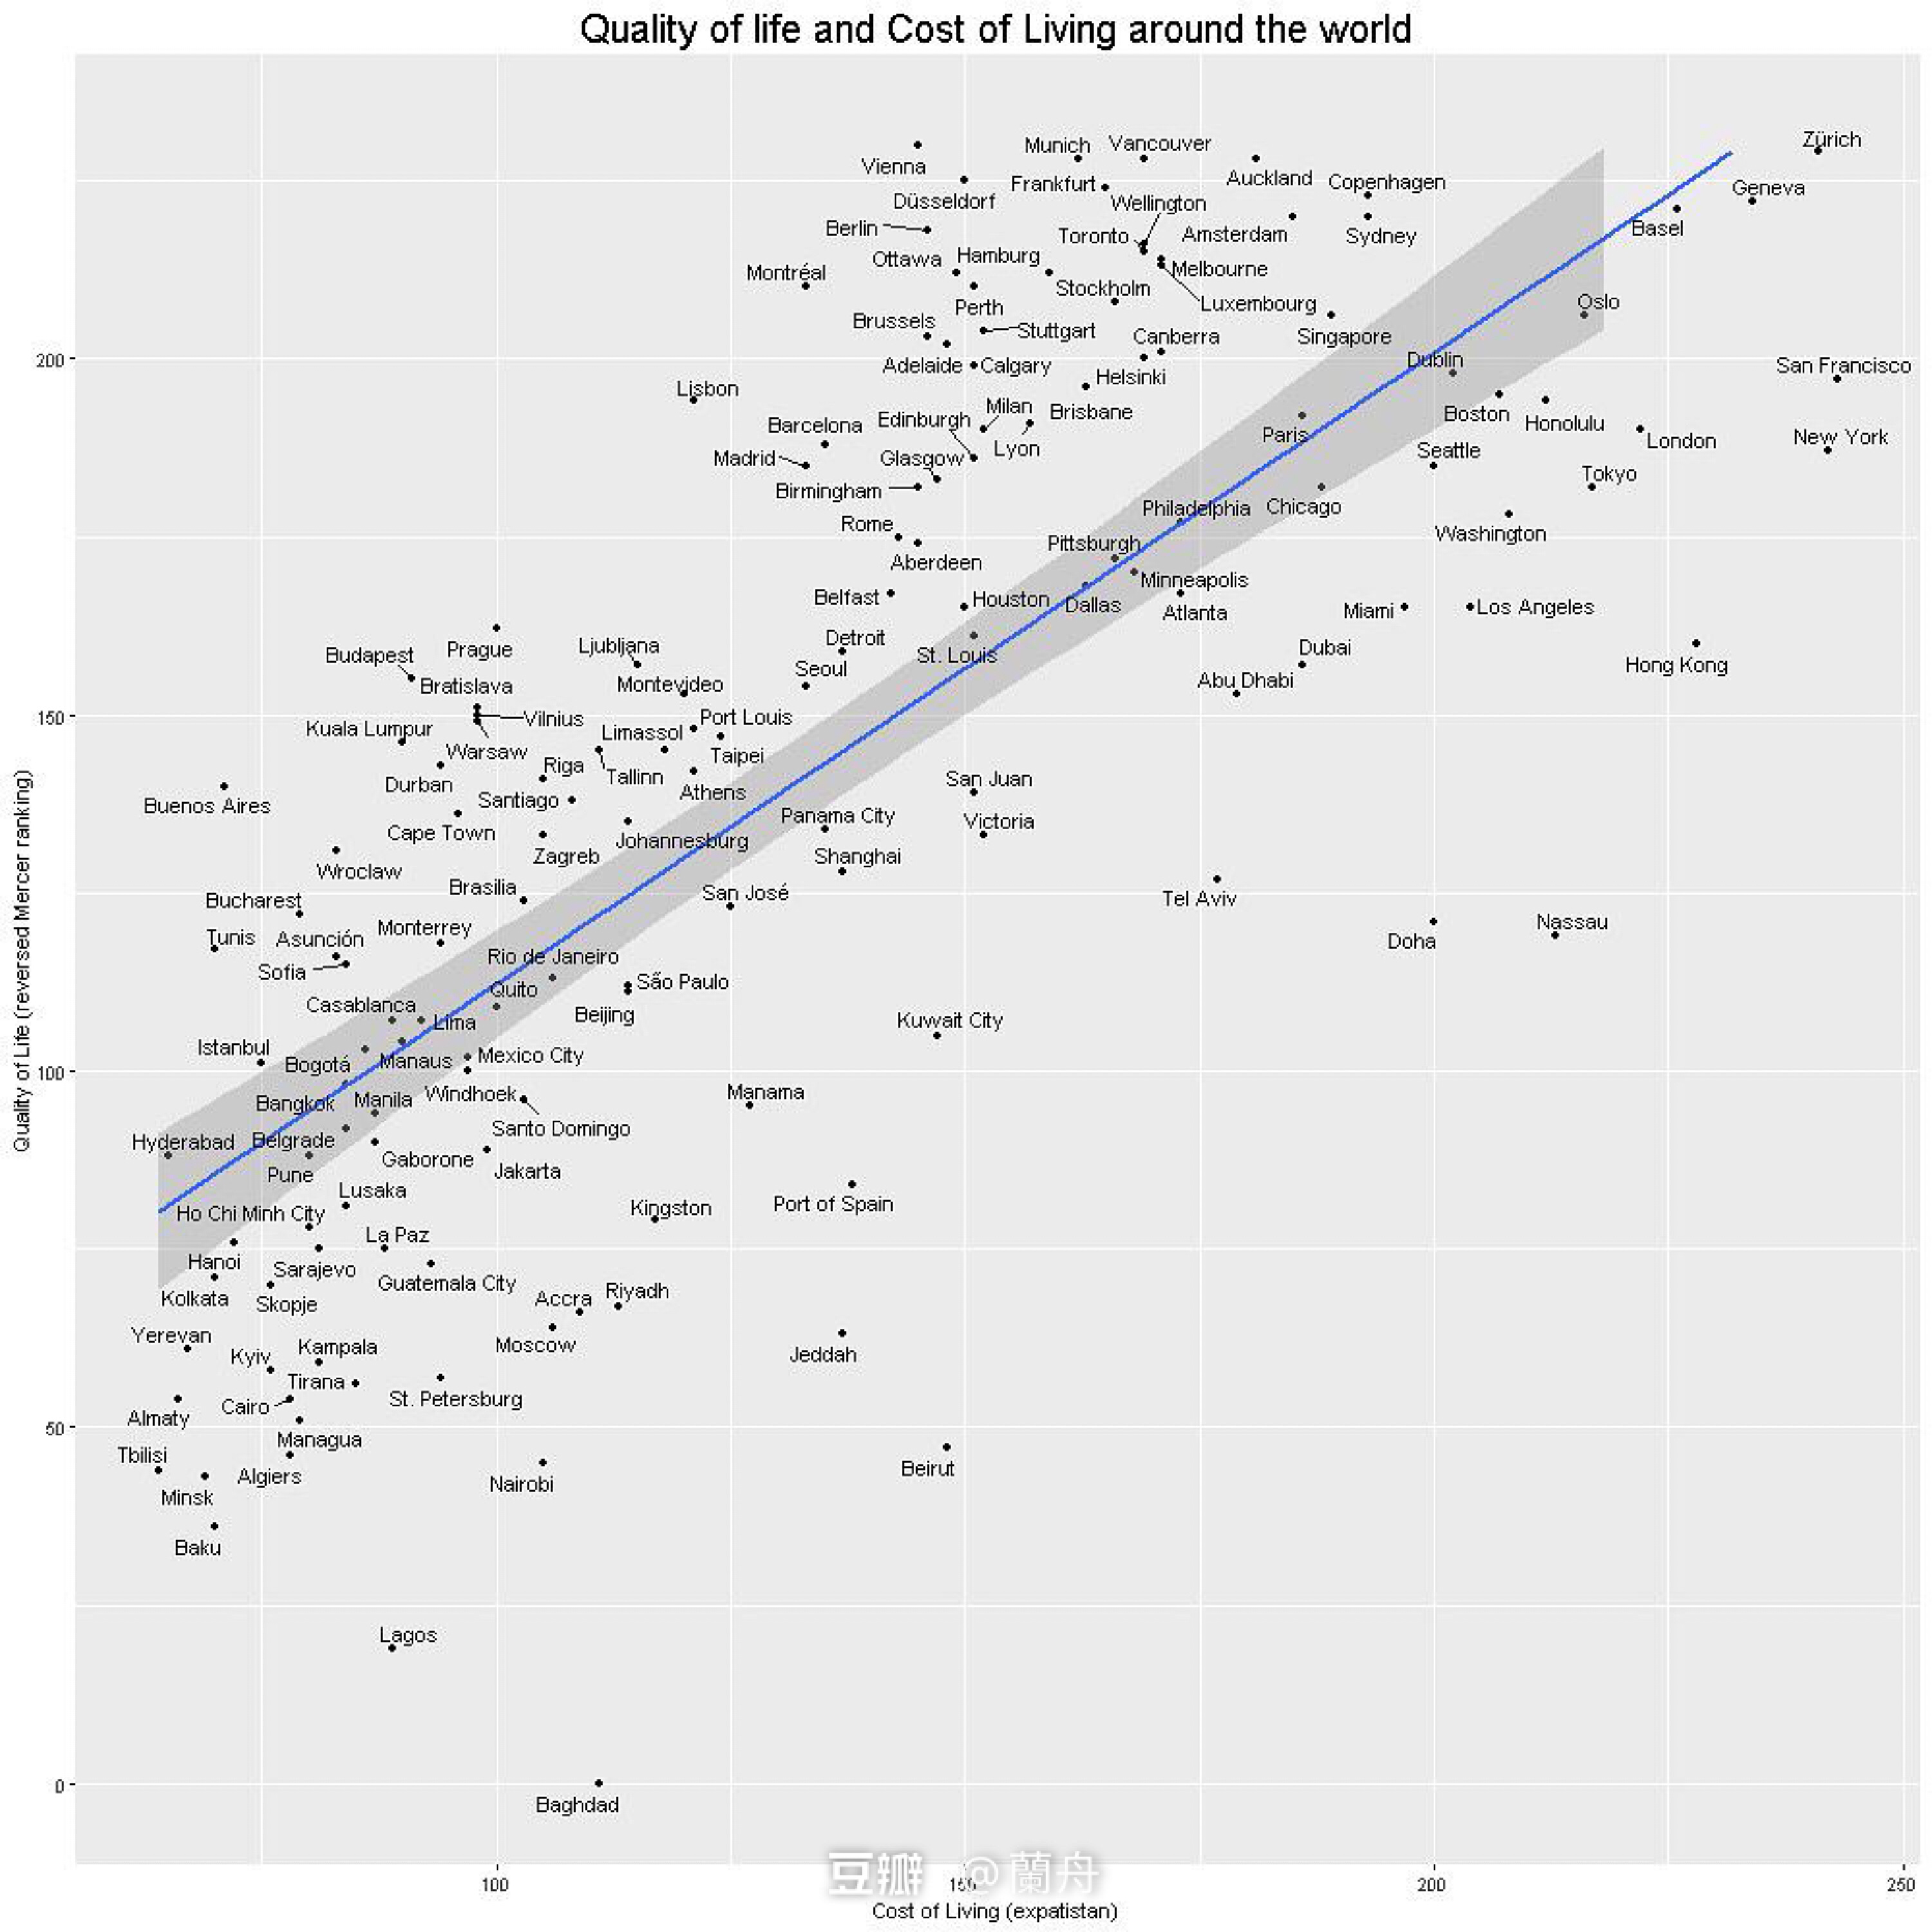 Quality of life and Cost of Living around the world
Zürich
Munich
Vancouver
Vienna
Frankfurt
Auckland
Copenhagen
Geneva
Düsseldorf
Wellington
Berlin
Toronto
Amsterdam
Sydney
Basel
Ottawa
Hamburg
Montréal
Melbourne
Stockholm
Luxembourg
Oslo
Perth
Brussels
Stuttgart
Canberra
Singapore
200
Adelaide
Calgary
Dublin
San Francisco
Helsinki
Lisbon
Milan
Brisbane
Boston
Edinburgh
Honolulu
Barcelona
Paris
London
New York
Lyon
Seattle
Madrid
Glasgow
Tokyo
Birmingham
Philadelphia
Chicago
Rome
Washington
Pittsburgh
Aberdeen
Minneapolis
Belfast
Houston
Dallas
Atlanta
Miami
Los Angeles
Detroit
Prague
Ljubljana
Dubai
Budapest
St. Louis
Hong Kong
Seoul
Bratislava
Montevideo
Abu Dhabi
150
Vilnius
Port Louis
Kuala Lumpur
Limassol
Warsaw
Taipei
Riga
Tallinn
San Juan
Durban
Athens
Buenos Aires
Santiago
Panama City
Victoria
Cape Town
Johannesburg
Zagreb
Shanghai
Wroclaw
Brasilia
San José
Tel Aviv
Bucharest
Monterrey
Nassau
Tunis
Asunción
Doha
Rio de Janeiro
Sofia
São Paulo
Quito
Casablanca
Beijing
Lima
Kuwait City
Istanbul
Mexico City
Bogotá
Manaus
100
Windhoek
Manama
Bangkok
Manila
Santo Domingo
Hyderabad
Belgrade
Gaborone
Jakarta
Pune
Lusaka
Port of Spain
Kingston
Ho Chi Minh City
La Paz
Hanoi
Sarajevo
Guatemala City
Kolkata
Skopje
Accra
Riyadh
Yerevan
Kampala
Moscow
Kyiv
Jeddah
Tirana
St. Petersburg
Cairo
Almaty
50
Managua
Tbilisi
Algiers
Beirut
Minsk
Nairobi
Baku
Lagos
0
Baghdad
Quality of Life (reversed Mercer ranking)
100
150
200
250
Cost of Living (expatistan)
豆瓣 @蘭舟